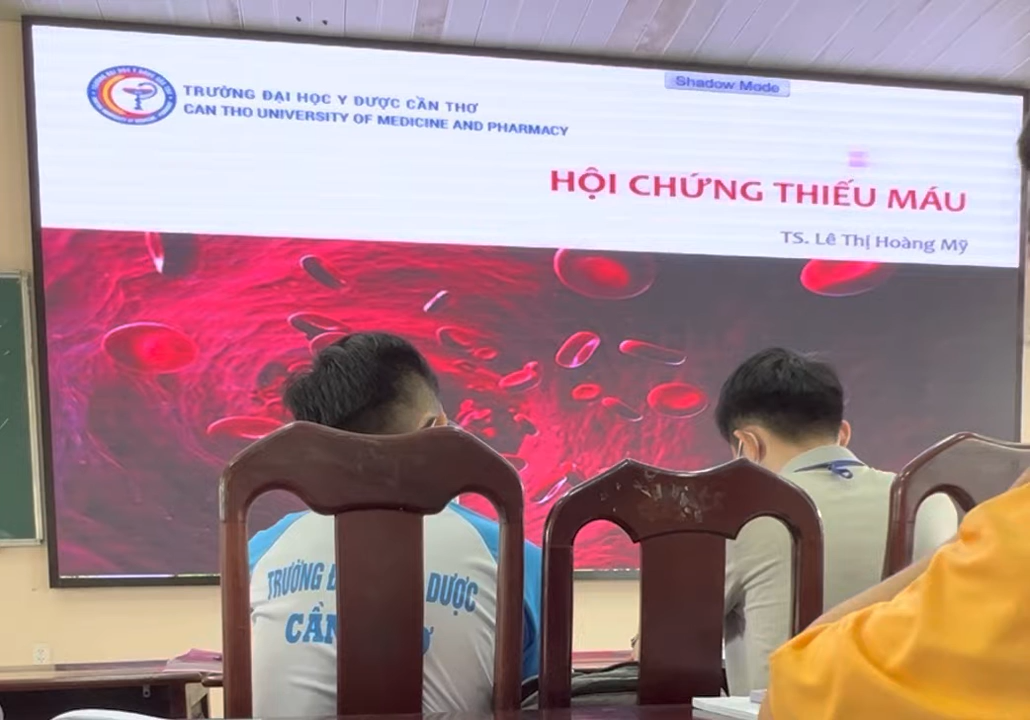 Shadow Mode
TRƯỜNG ĐẠI HỌC Y DƯỢC CẦN THƠ
CAN THO UNIVERSITY OF MEDICINE AND PHARMACY
HỘI CHỨNG THIẾU MÁU
TS. Lê Thị Hoàng Mỹ
TRƯỜNG DƯỢC
CẦN